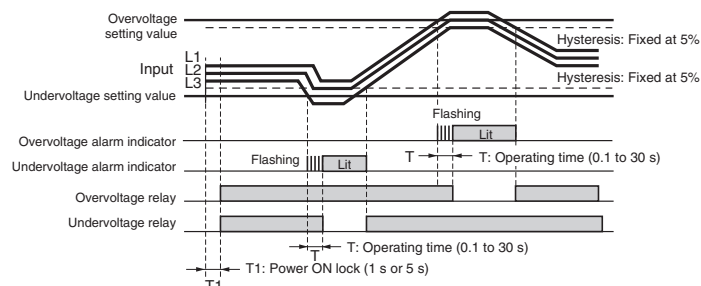 Overvoltage
setting value
Hysteresis: Fixed at 5%
L1
Input L2
L3
Hysteresis: Fixed at 5%
Undervoltage setting value
Flashing
Overvoltage alarm indicator
Lit
T
T: Operating time (0.1 to 30 s)
Undervoltage alarm indicator
Flashing
Lit
Overvoltage relay
Undervoltage relay
T
T: Operating time (0.1 to 30 s)
T1: Power ON lock (1 s or 5 s)
T1